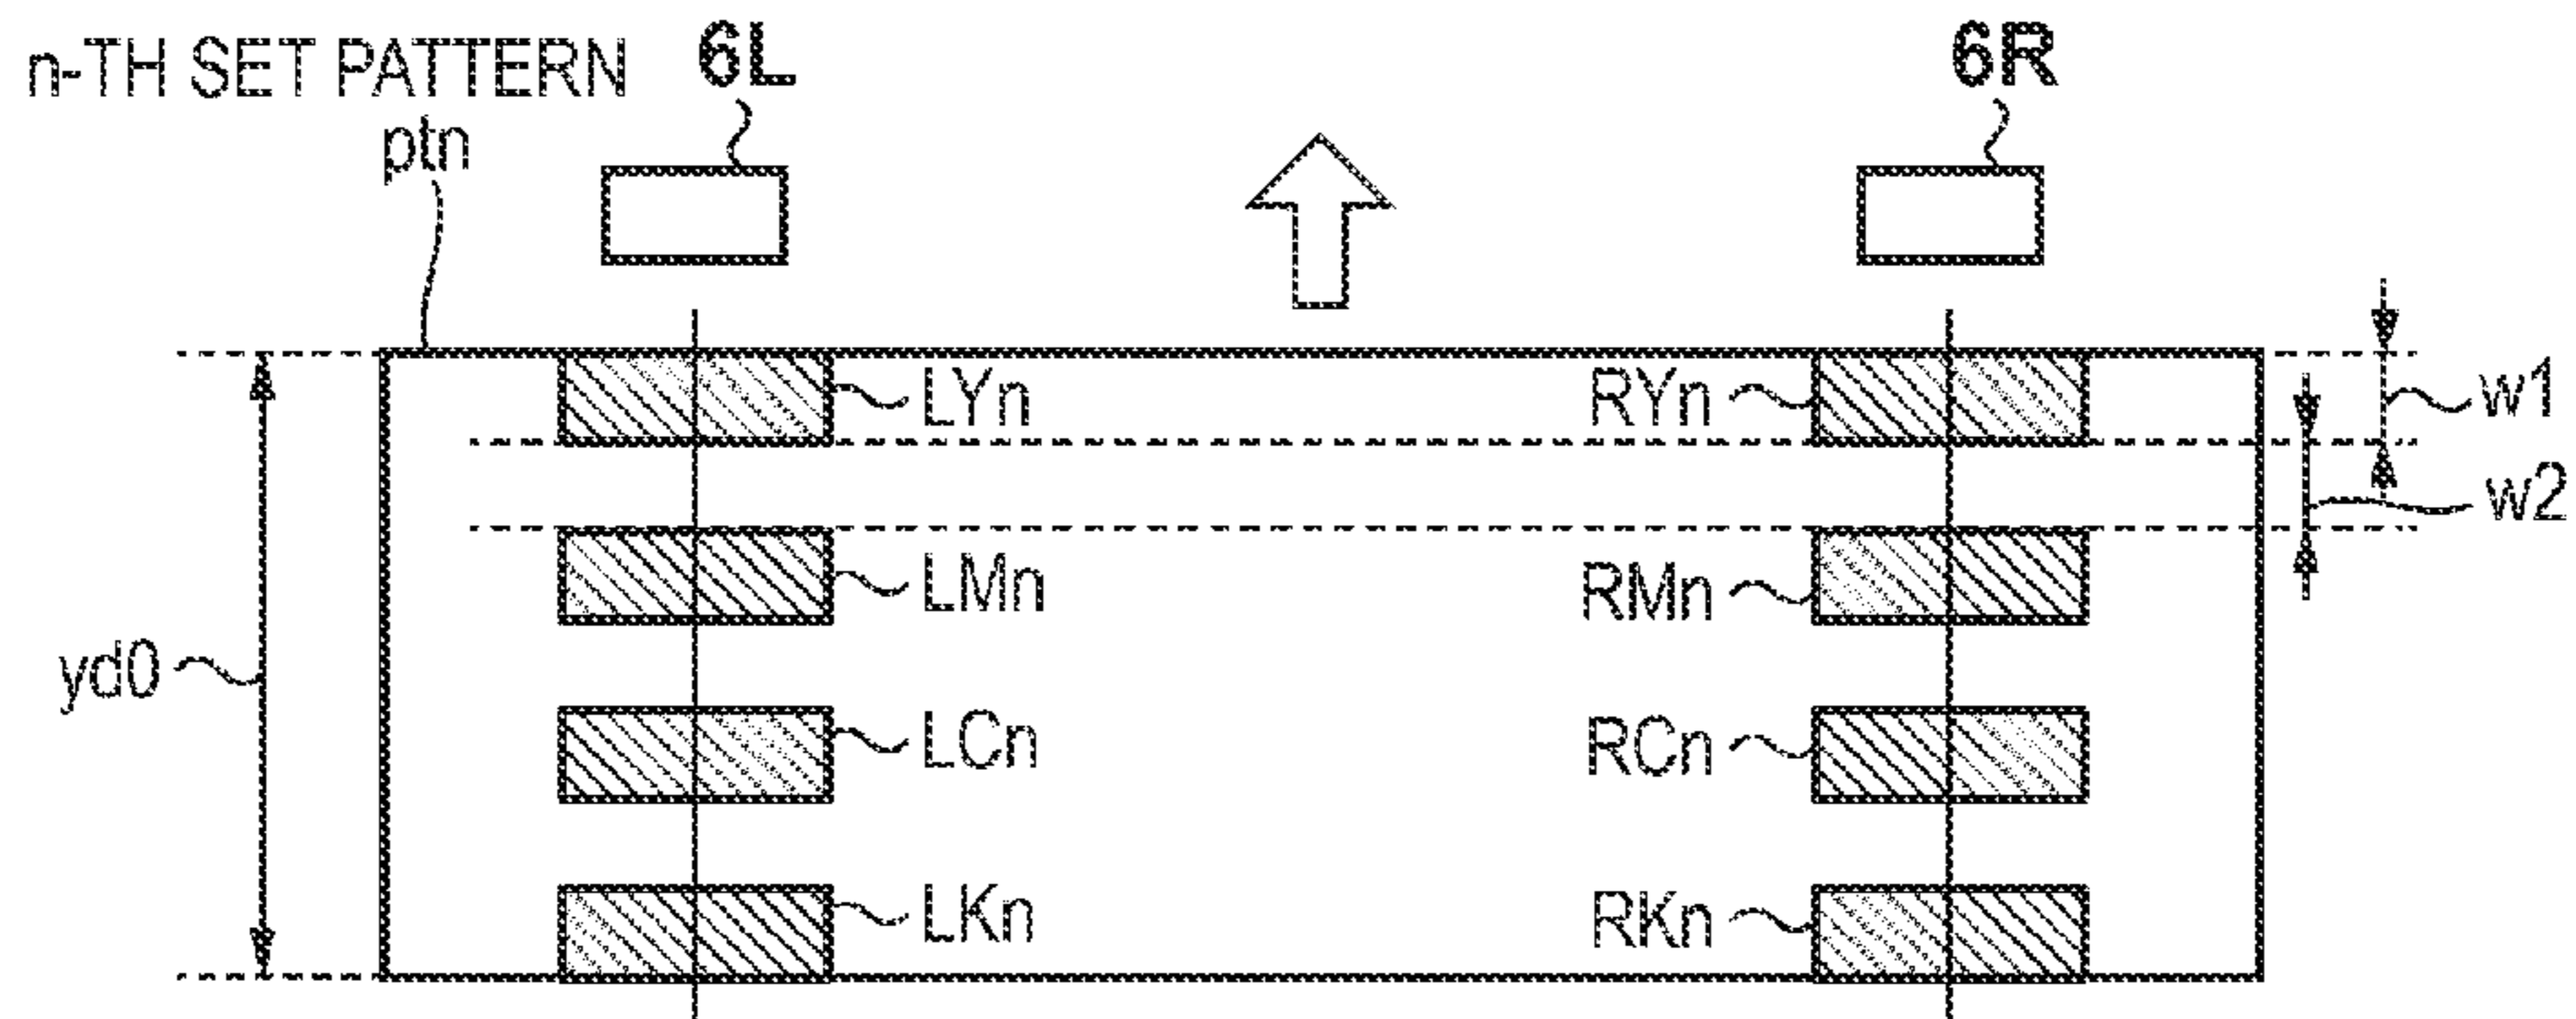 n-TH SET PATTERN
ptn
6L
6R
LYn
RYn
w1
w2
LMn
RMn
yd0
LCn
RCn
LKn
RKn